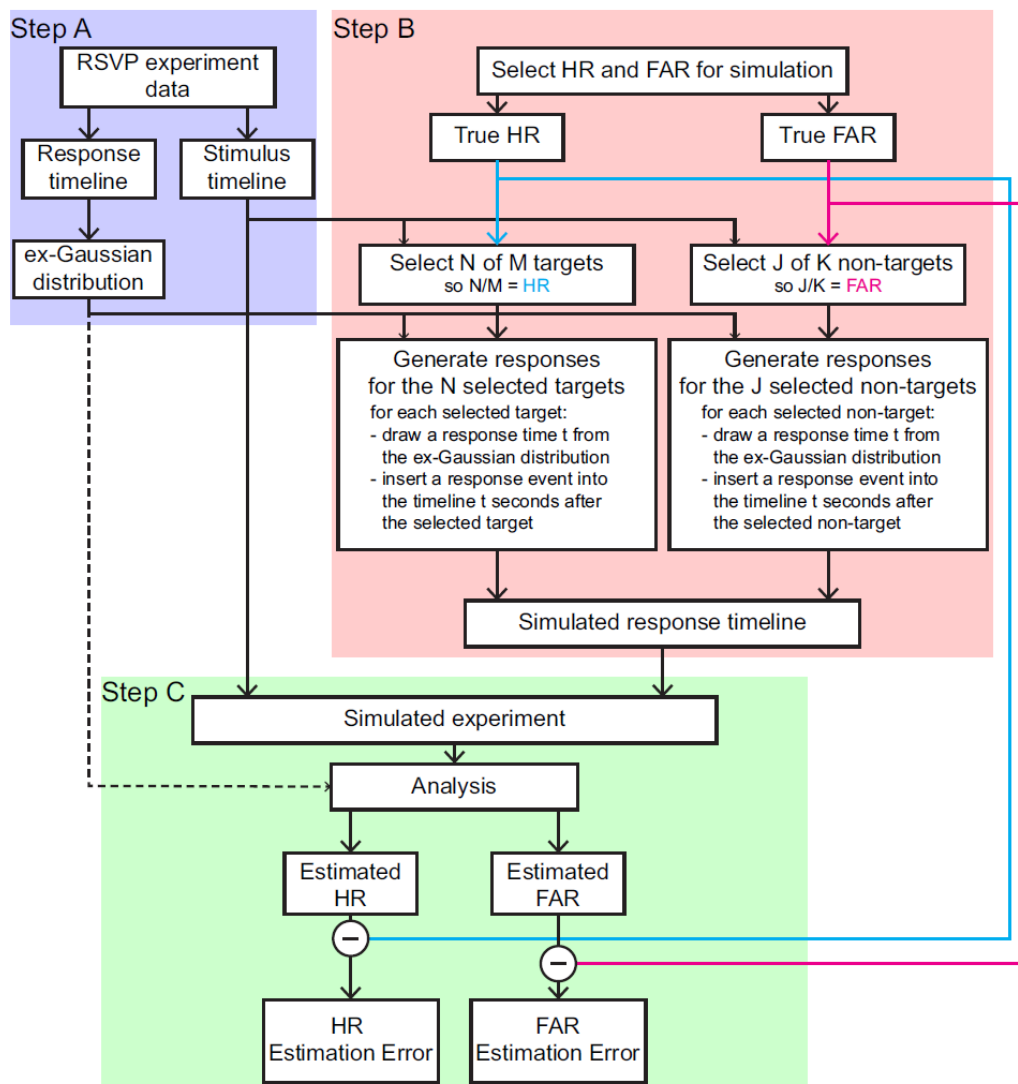 Step A
RSVP experiment
data
Response
timeline
Stimulus
timeline
ex-Gaussian
distribution
Step B
Select HR and FAR for simulation
True HR
True FAR
Select N of M targets
so N/M = HR
Select J of K non-targets
so J/K = FAR
Generate responses
for the N selected targets
for each selected target:
- draw a response time t from
the ex-Gaussian distribution
- insert a response event into
the timeline t seconds after
the selected target
Generate responses
for the J selected non-targets
for each selected non-target:
- draw a response time t from
the ex-Gaussian distribution
- insert a response event into
the timeline t seconds after
the selected non-target
Simulated response timeline
Step C
Simulated experiment
Analysis
Estimated
HR
Estimated
FAR
−
−
HR
Estimation Error
FAR
Estimation Error